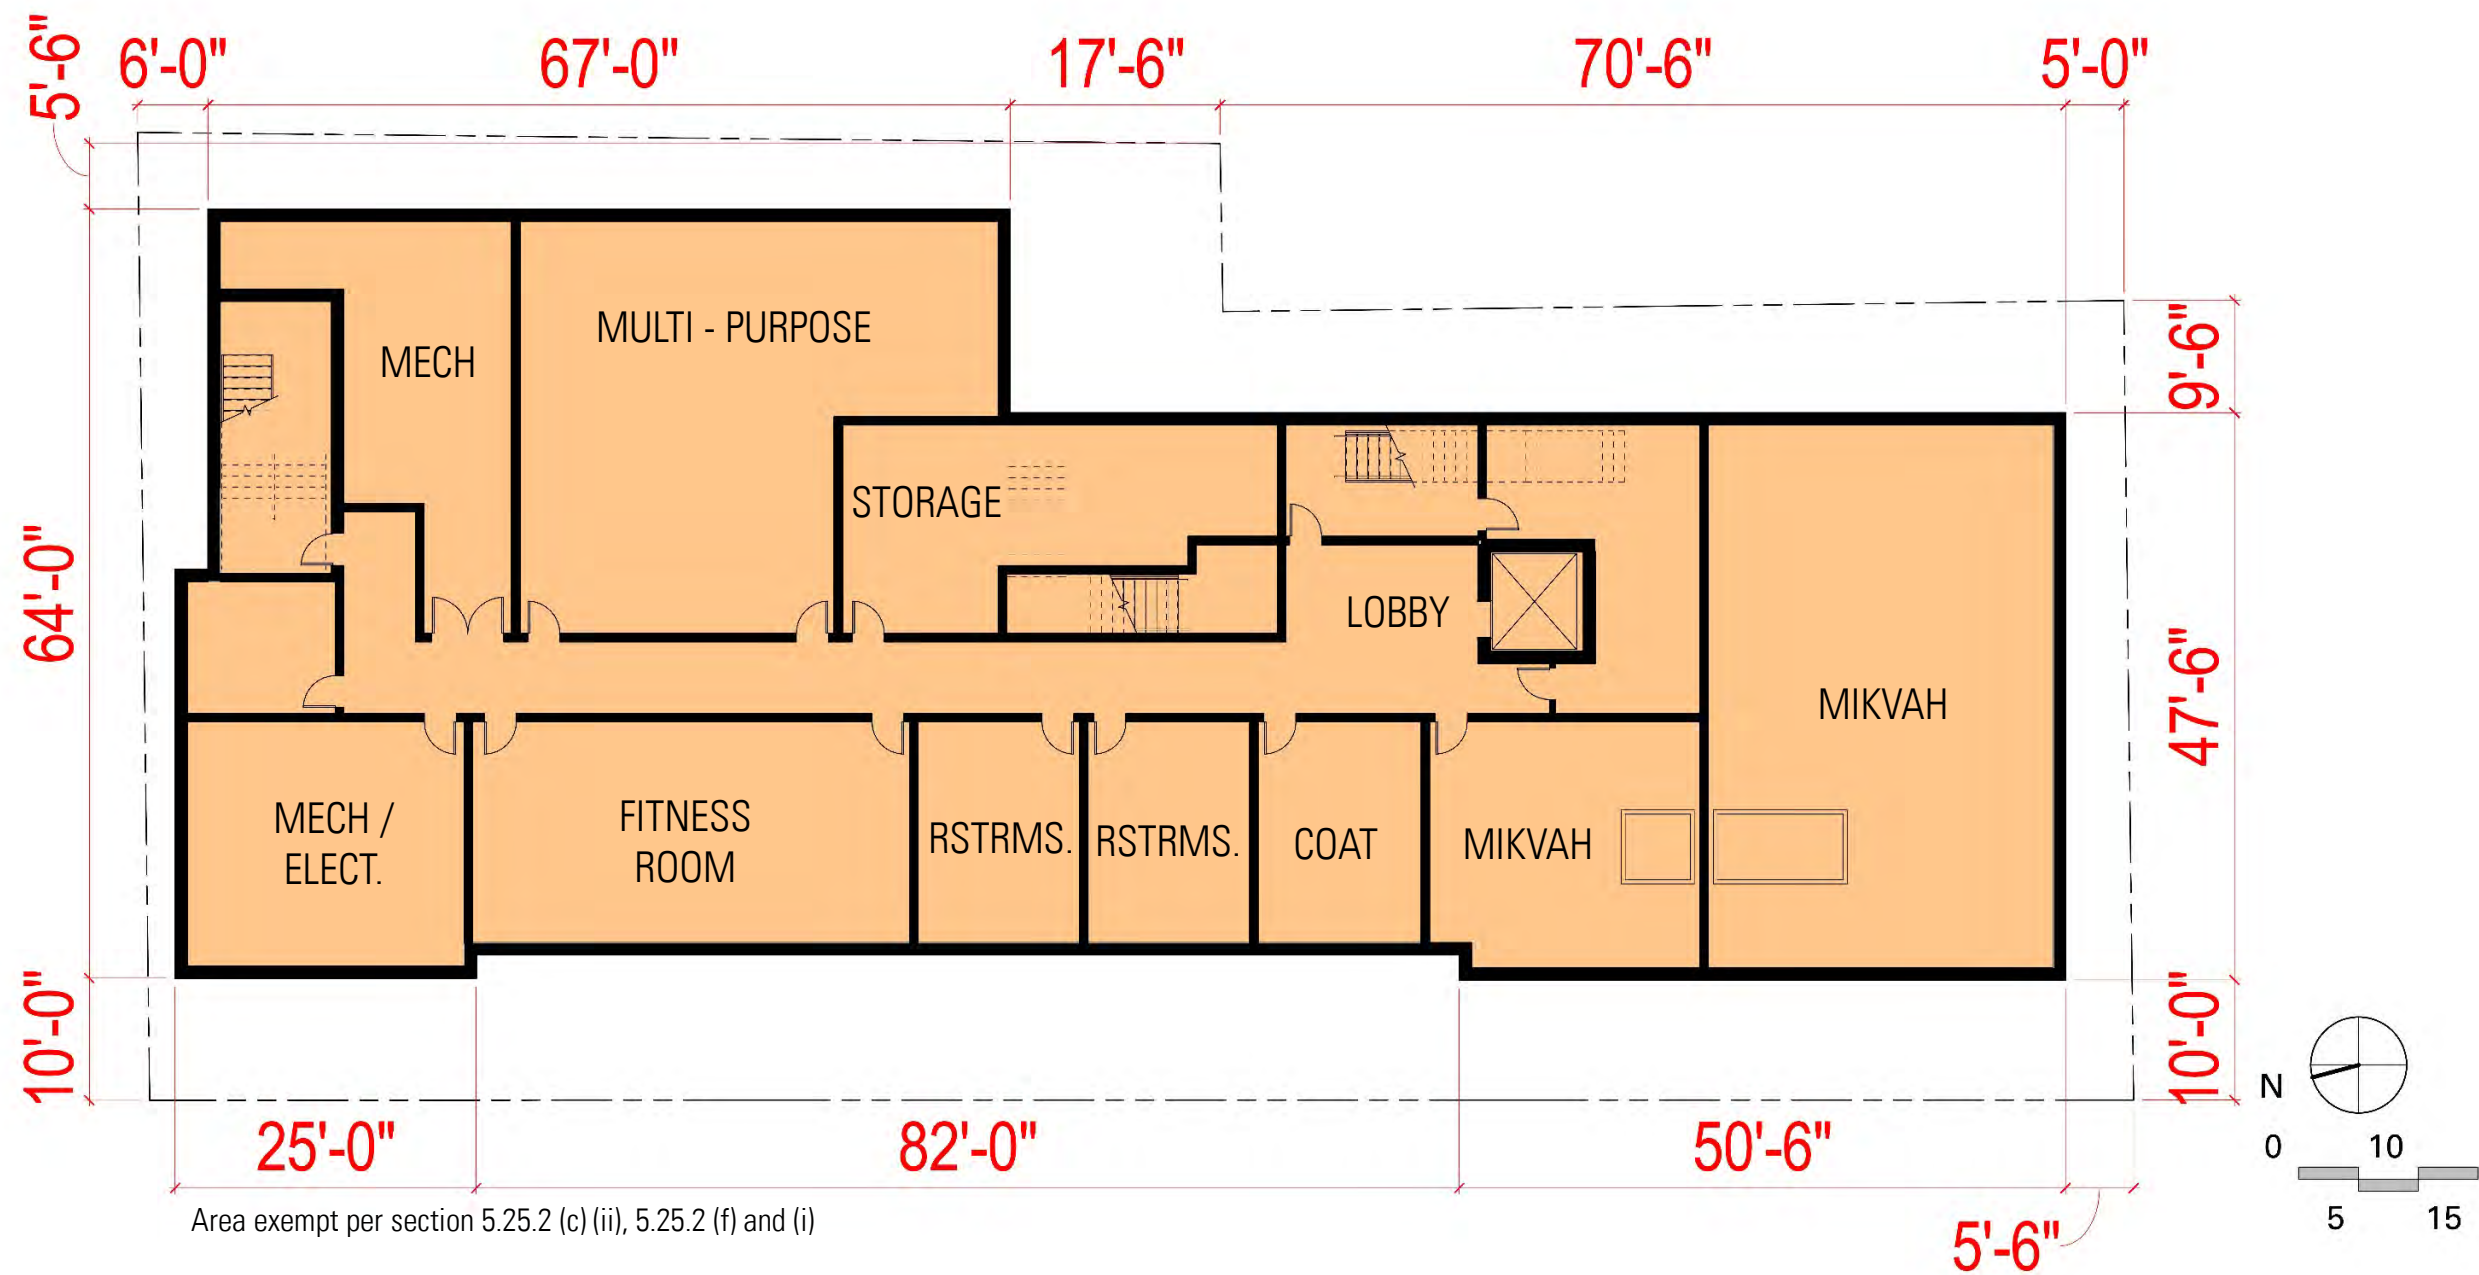 5'-6"
6'-0"
67'-0"
17'-6"
70'-6"
5'-0"
MULTI - PURPOSE
MECH
9'-6"
STORAGE
64'-0"
LOBBY
47'-6"
MIKVAH
MECH /
ELECT.
FITNESS
ROOM
RSTRMS.
RSTRMS.
COAT
MIKVAH
10'-0"
10'-0"
N
25'-0"
82'-0"
50'-6"
0
10
5
15
Area exempt per section 5.25.2 (c) (ii), 5.25.2 (f) and (i)
5'-6"